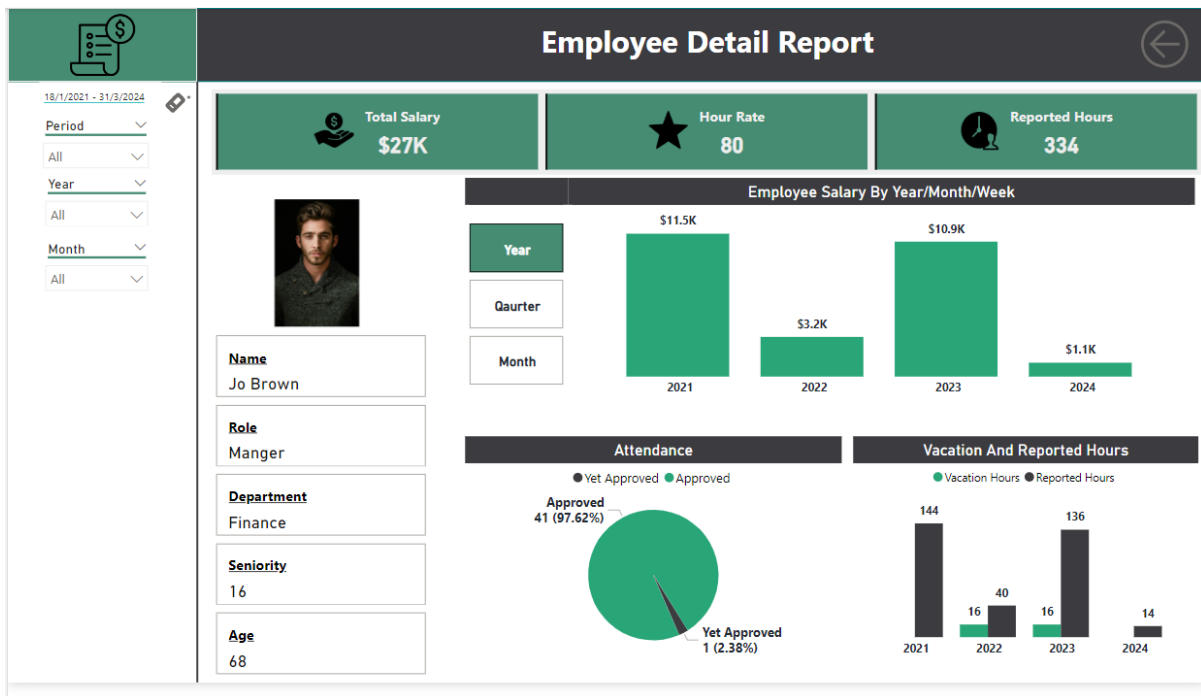 $
Employee Detail Report
18/1/2021 - 31/3/2024
Period
All
Year
All
Month
All
Total Salary
$27K
Hour Rate
80
Reported Hours
334
Name
Jo Brown
Role
Manger
Department
Finance
Seniority
16
Age
68
Employee Salary By Year/Month/Week
Year
Qaurter
Month
$11.5K
$3.2K
$10.9K
$1.1K
2021 2022 2023 2024
Attendance
Yet Approved Approved
Approved
41 (97.62%)
Yet Approved
1 (2.38%)
Vacation And Reported Hours
Vacation Hours Reported Hours
144
16 40
16 136
14
2021 2022 2023 2024